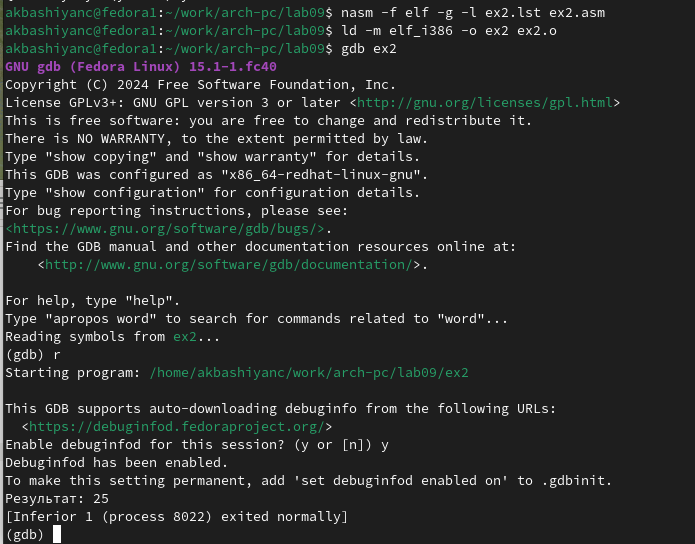 akbashiyanc@fedora1:~/work/arch-pc/lab09$ nasm -f elf -g -l ex2.lst ex2.asm
akbashiyanc@fedora1:~/work/arch-pc/lab09$ ld -m elf_i386 -o ex2 ex2.o
akbashiyanc@fedora1:~/work/arch-pc/lab09$ gdb ex2
GNU gdb (Fedora Linux) 15.1-1.fc40
Copyright (C) 2024 Free Software Foundation, Inc.
License GPLv3+: GNU GPL version 3 or later <http://gnu.org/licenses/gpl.html>
This is free software: you are free to change and redistribute it.
There is NO WARRANTY, to the extent permitted by law.
Type "show copying" and "show warranty" for details.
This GDB was configured as "x86_64-redhat-linux-gnu".
Type "show configuration" for configuration details.
For bug reporting instructions, please see:
<https://www.gnu.org/software/gdb/bugs/>.
Find the GDB manual and other documentation resources online at:
    <http://www.gnu.org/software/gdb/documentation/>.

For help, type "help".
Type "apropos word" to search for commands related to "word"...
Reading symbols from ex2...
(gdb) r
Starting program: /home/akbashiyanc/work/arch-pc/lab09/ex2

This GDB supports auto-downloading debuginfo from the following URLs:
  <https://debuginfod.fedoraproject.org/>
Enable debuginfod for this session? (y or [n]) y
Debuginfod has been enabled.
To make this setting permanent, add 'set debuginfod enabled on' to .gdbinit.
Результат: 25
[Inferior 1 (process 8022) exited normally]
(gdb)